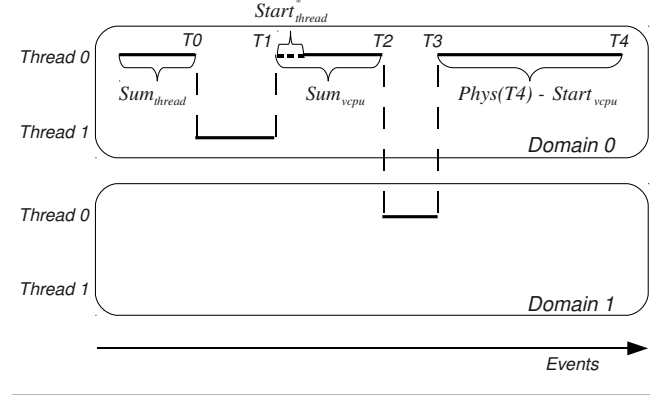 Start*thread
T0 T1 T2 T3 T4
Thread 0
Sumthread Sumvcpu Phys(T4) - Startvcpu
Thread 1
Domain 0
Thread 0
Thread 1
Domain 1
Events